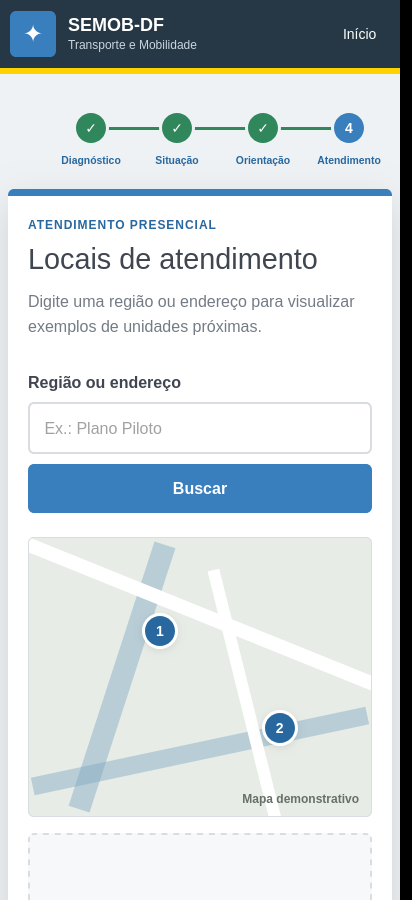 SEMOB-DF
Transporte e Mobilidade
Início
✓ ✓ ✓ 4
Diagnóstico Situação Orientação Atendimento
ATENDIMENTO PRESENCIAL
Locais de atendimento
Digite uma região ou endereço para visualizar
exemplos de unidades próximas.
Região ou endereço
Ex.: Plano Piloto
Buscar
1
2
Mapa demonstrativo